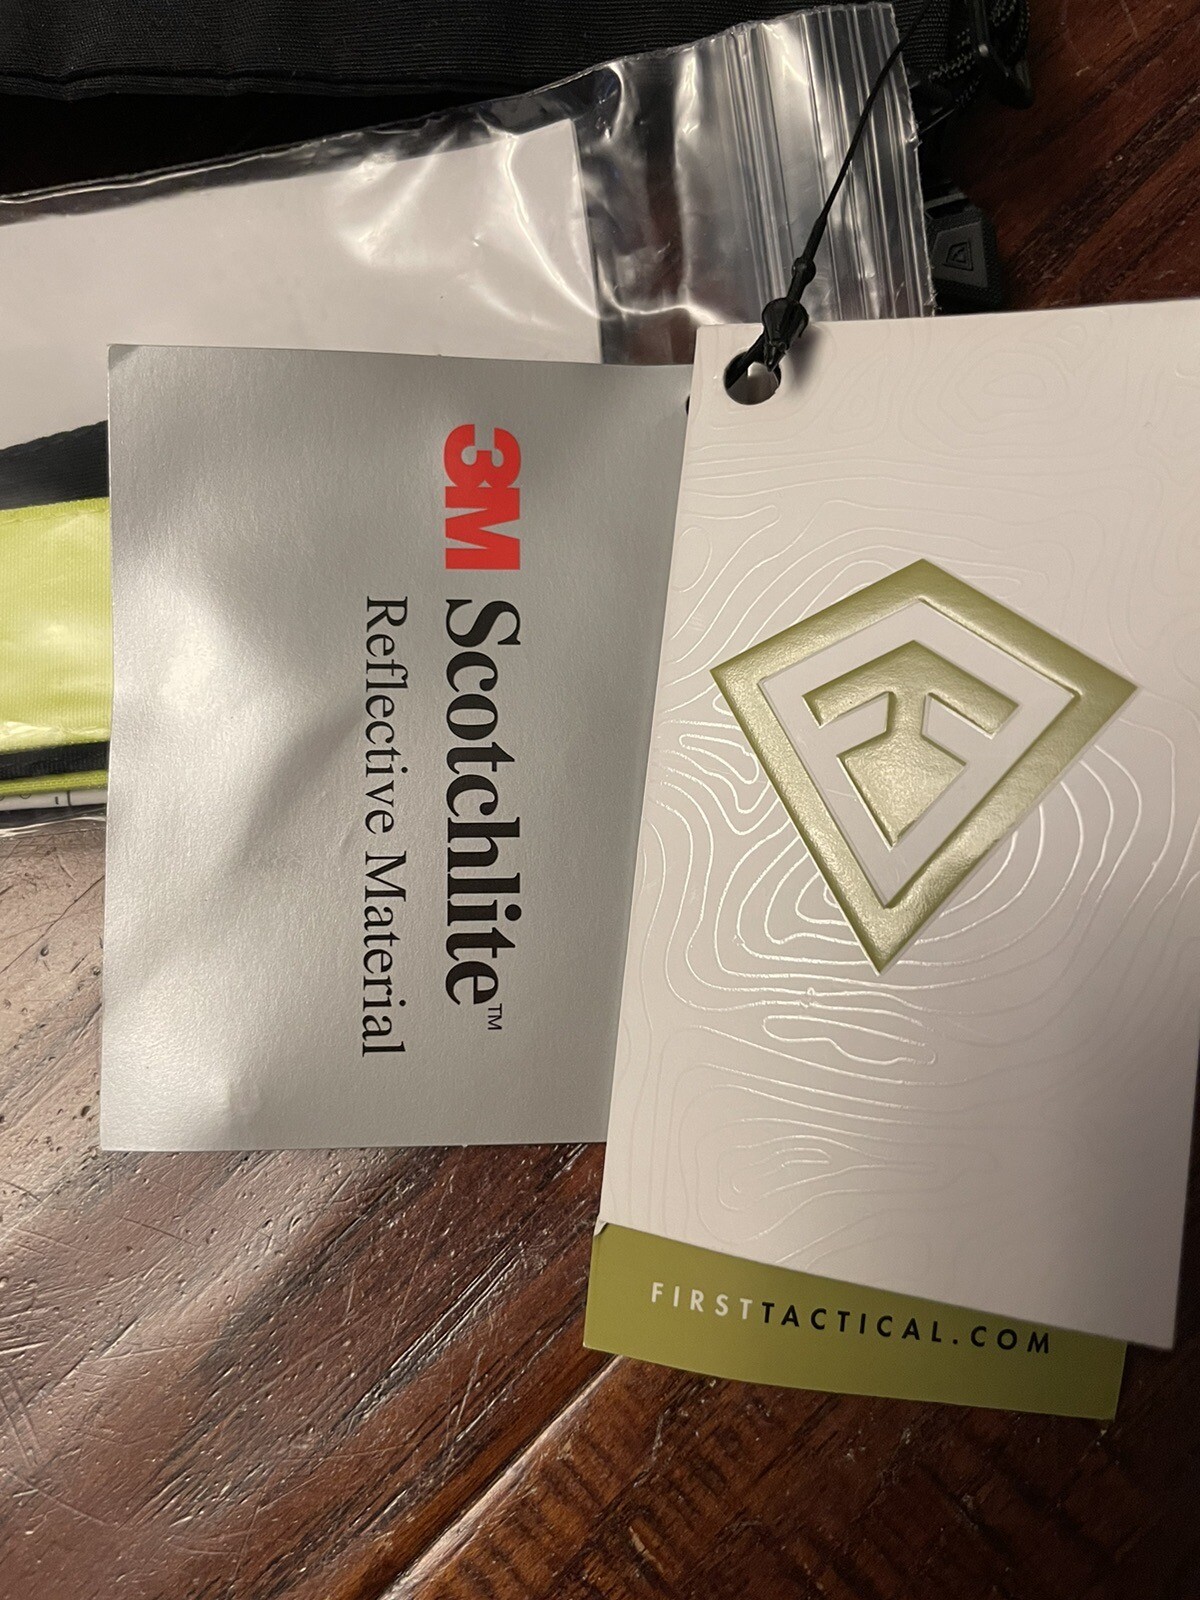 3M Scotchlite™
Reflective Material
FIRSTTACTICAL.COM